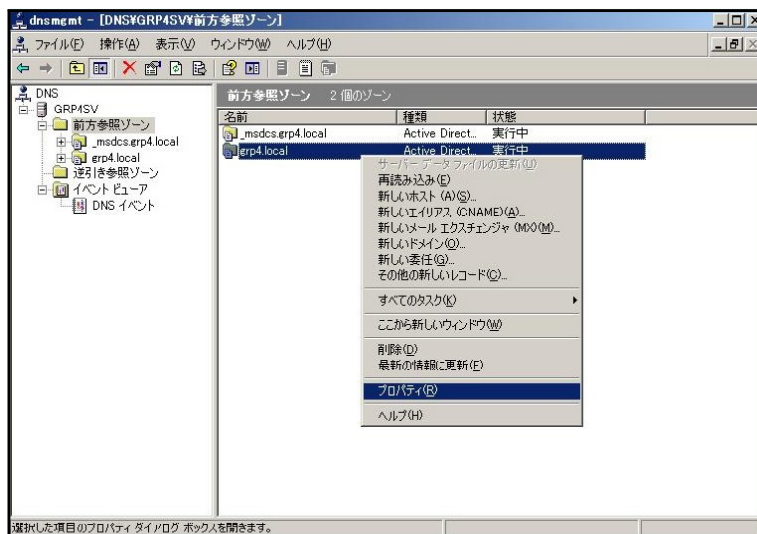 dnsmgmt - [DNS¥GRP4SV¥前方参照ゾーン]
ファイル(F) 操作(A) 表示(V) ウィンドウ(W) ヘルプ(H)
DNS
GRP4SV
前方参照ゾーン
_msdcs.grp4.local
grp4.local
逆引き参照ゾーン
イベント ビューア
DNS イベント
前方参照ゾーン 2 個のゾーン
名前 種類 状態
_msdcs.grp4.local Active Direct... 実行中
grp4.local Active Direct... 実行中
サーバー データ ファイルの更新(U)
再読み込み(E)
新しいホスト (A)(S)...
新しいエイリアス (CNAME)(A)...
新しいメール エクスチェンジャ (MX)(M)...
新しいドメイン(O)...
新しい委任(G)...
その他の新しいレコード(C)...
すべてのタスク(K)
ここから新しいウィンドウ(W)
削除(D)
最新の情報に更新(F)
プロパティ(R)
ヘルプ(H)
選択した項目のプロパティ ダイアログ ボックスを開きます。